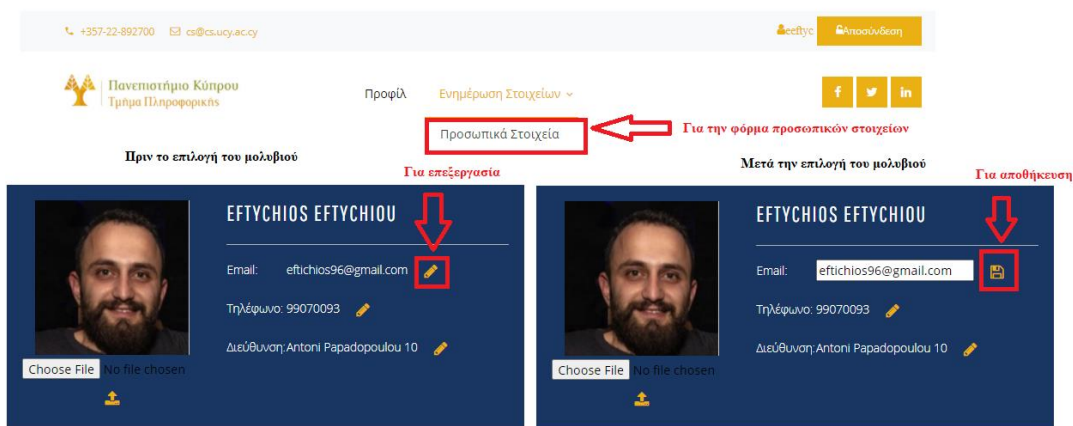 +357-22-892700 cs@cs.ucy.ac.cy eeftyc Αποσύνδεση
Πανεπιστήμιο Κύπρου
Τμήμα Πληροφορικής
Προφίλ Ενημέρωση Στοιχείων
f in
Προσωπικά Στοιχεία
Για την φόρμα προσωπικών στοιχείων
Πριν το επιλογή του μολυβιού
Μετά την επιλογή του μολυβιού
Για επεξεργασία
Για αποθήκευση
EFTYCHIOS EFTYCHIOU
Email: eftichios96@gmail.com
Τηλέφωνο: 99070093
Διεύθυνση: Antoni Papadopoulou 10
Choose File No file chosen
EFTYCHIOS EFTYCHIOU
Email: eftichios96@gmail.com
Τηλέφωνο: 99070093
Διεύθυνση: Antoni Papadopoulou 10
Choose File No file chosen